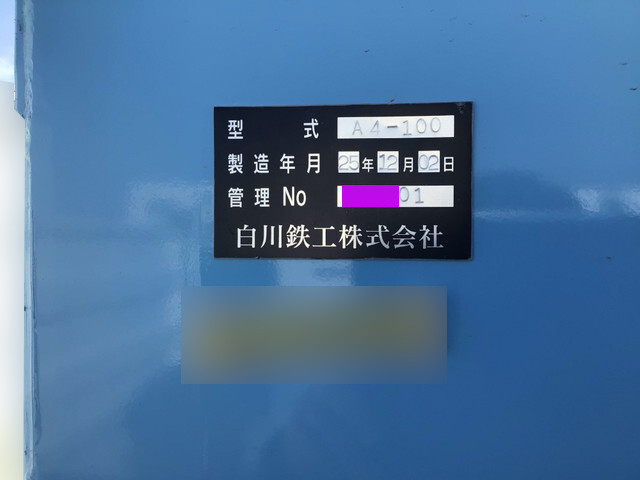 型 式 A4-100
製造年月 25年12月02日
管理No 01
白川鉄工株式会社